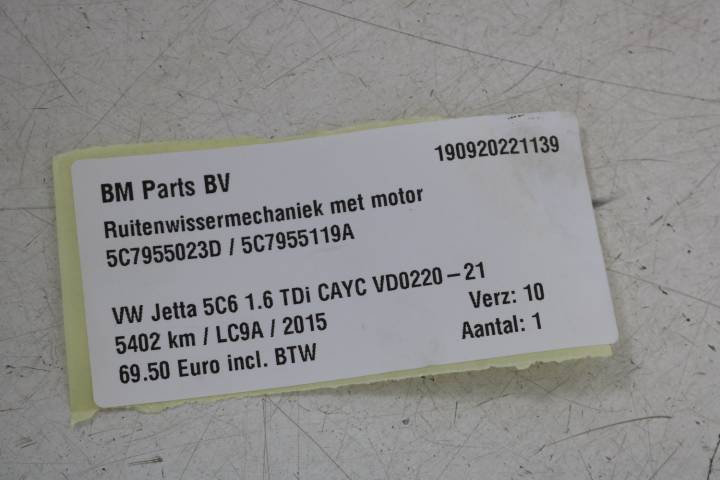 BM Parts BV
190920221139
Ruitenwissermechaniek met motor
5C7955023D / 5C7955119A
VW Jetta 5C6 1.6 TDi CAYC VD0220-21
5402 km / LC9A / 2015
Verz: 10
69.50 Euro incl. BTW
Aantal: 1